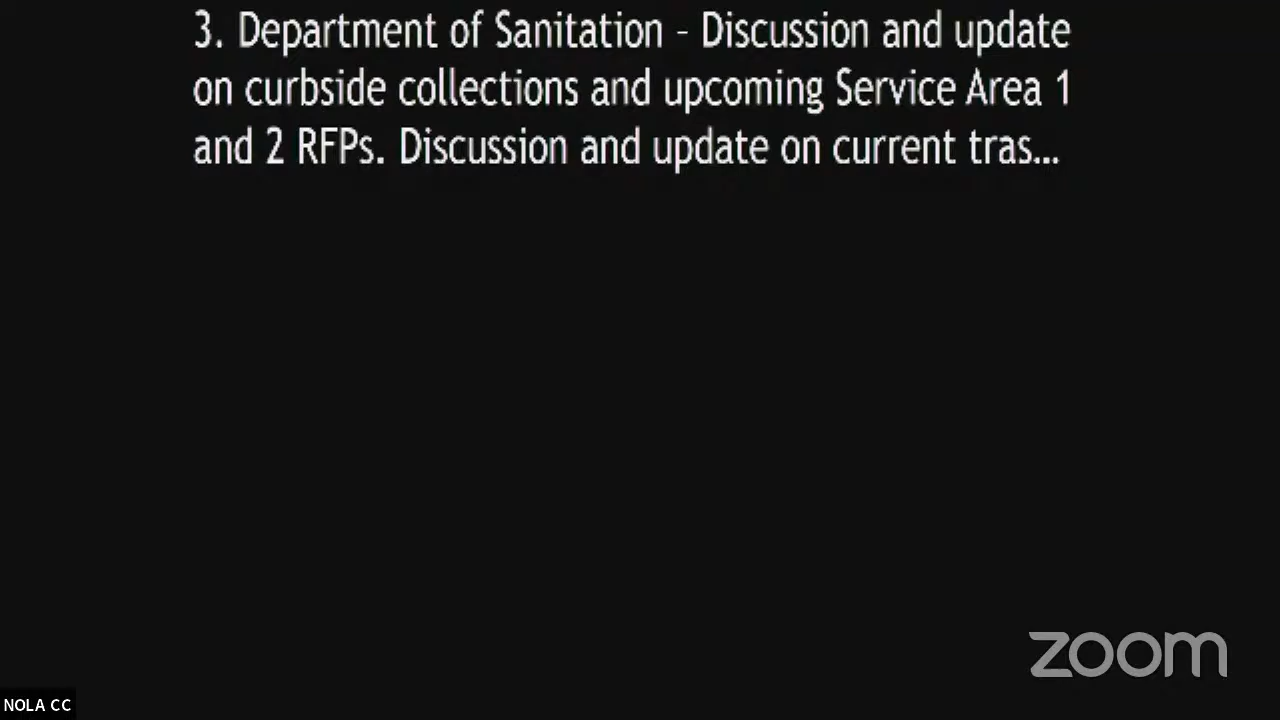 3. Department of Sanitation - Discussion and update
on curbside collections and upcoming Service Area 1
and 2 RFPs. Discussion and update on current tras...
zoom
NOLA CC